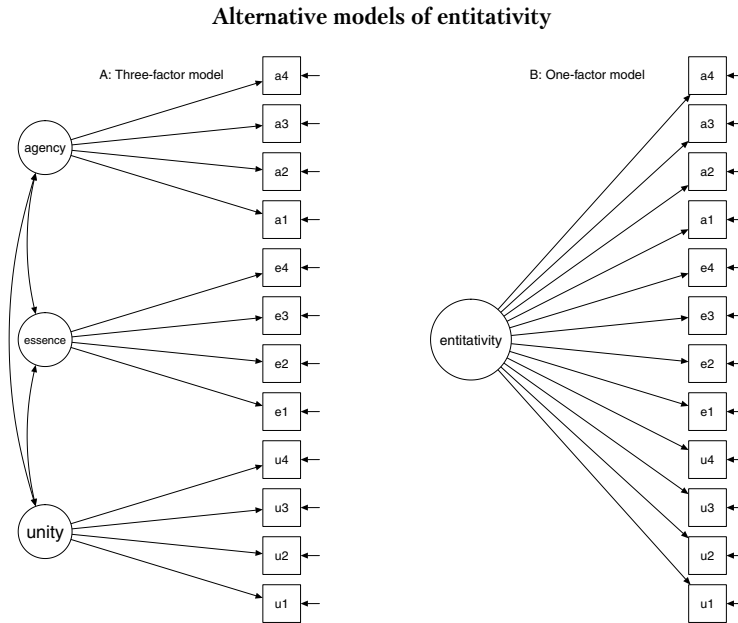 Alternative models of entitativity
A: Three-factor model
a4
a3
agency
a2
a1
e4
e3
essence
e2
e1
u4
u3
unity
u2
u1
B: One-factor model
a4
a3
a2
a1
e4
e3
entitativity
e2
e1
u4
u3
u2
u1